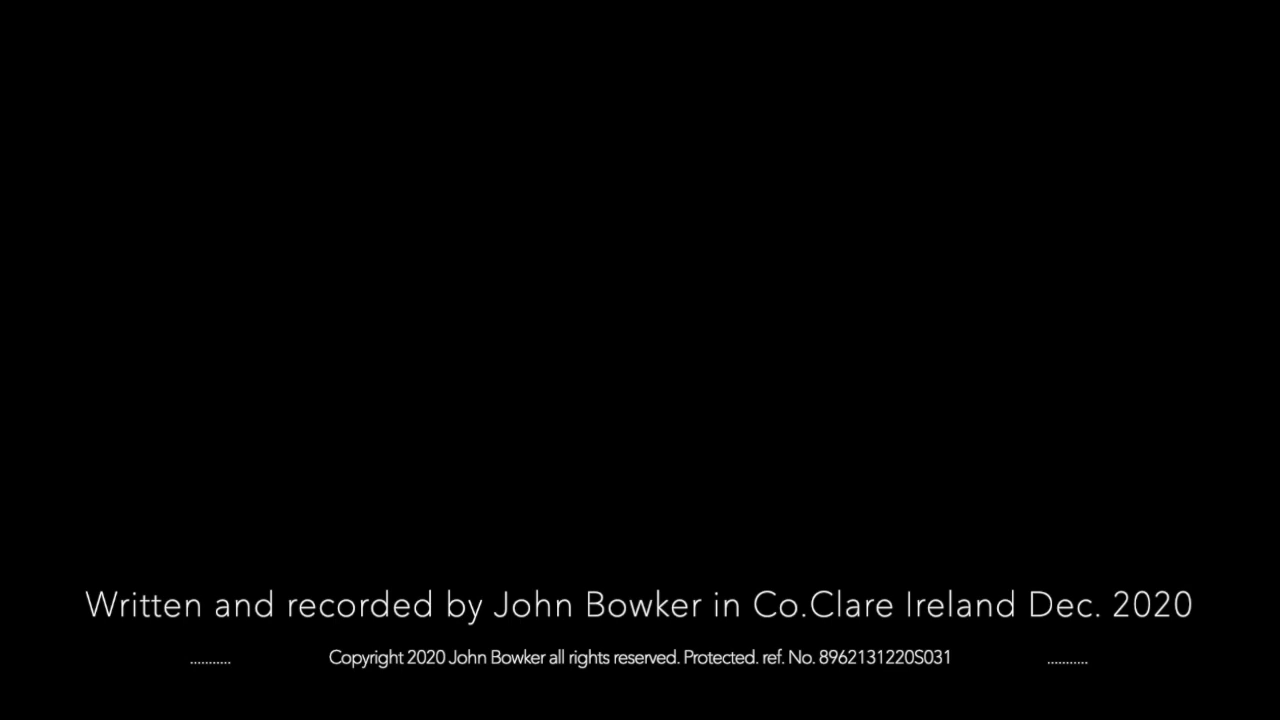 Written and recorded by John Bowker in Co.Clare Ireland Dec. 2020
........... Copyright 2020 John Bowker all rights reserved. Protected. ref. No. 8962131220S031 ...........